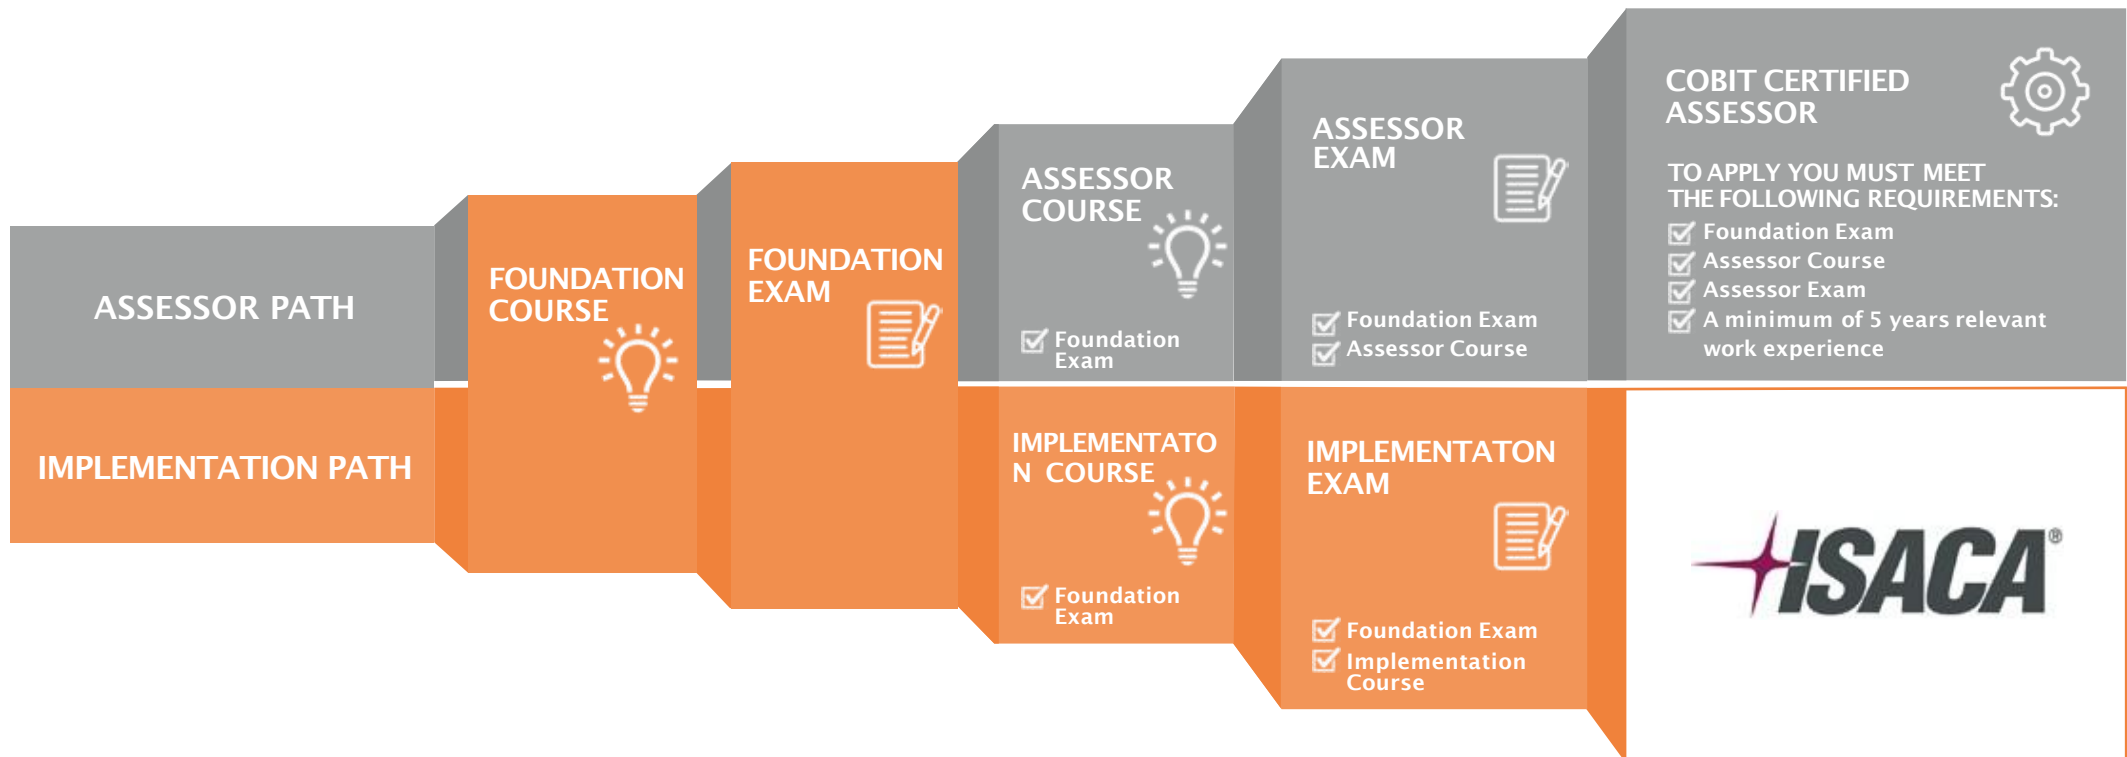 ASSESSOR PATH
IMPLEMENTATION PATH
FOUNDATION
COURSE
FOUNDATION
EXAM
ASSESSOR
COURSE
Foundation
Exam
ASSESSOR
EXAM
Foundation Exam
Assessor Course
COBIT CERTIFIED
ASSESSOR
TO APPLY YOU MUST MEET
THE FOLLOWING REQUIREMENTS:
Foundation Exam
Assessor Course
Assessor Exam
A minimum of 5 years relevant
work experience
IMPLEMENTATO
N COURSE
Foundation
Exam
IMPLEMENTATON
EXAM
Foundation Exam
Implementation
Course
ISACA®